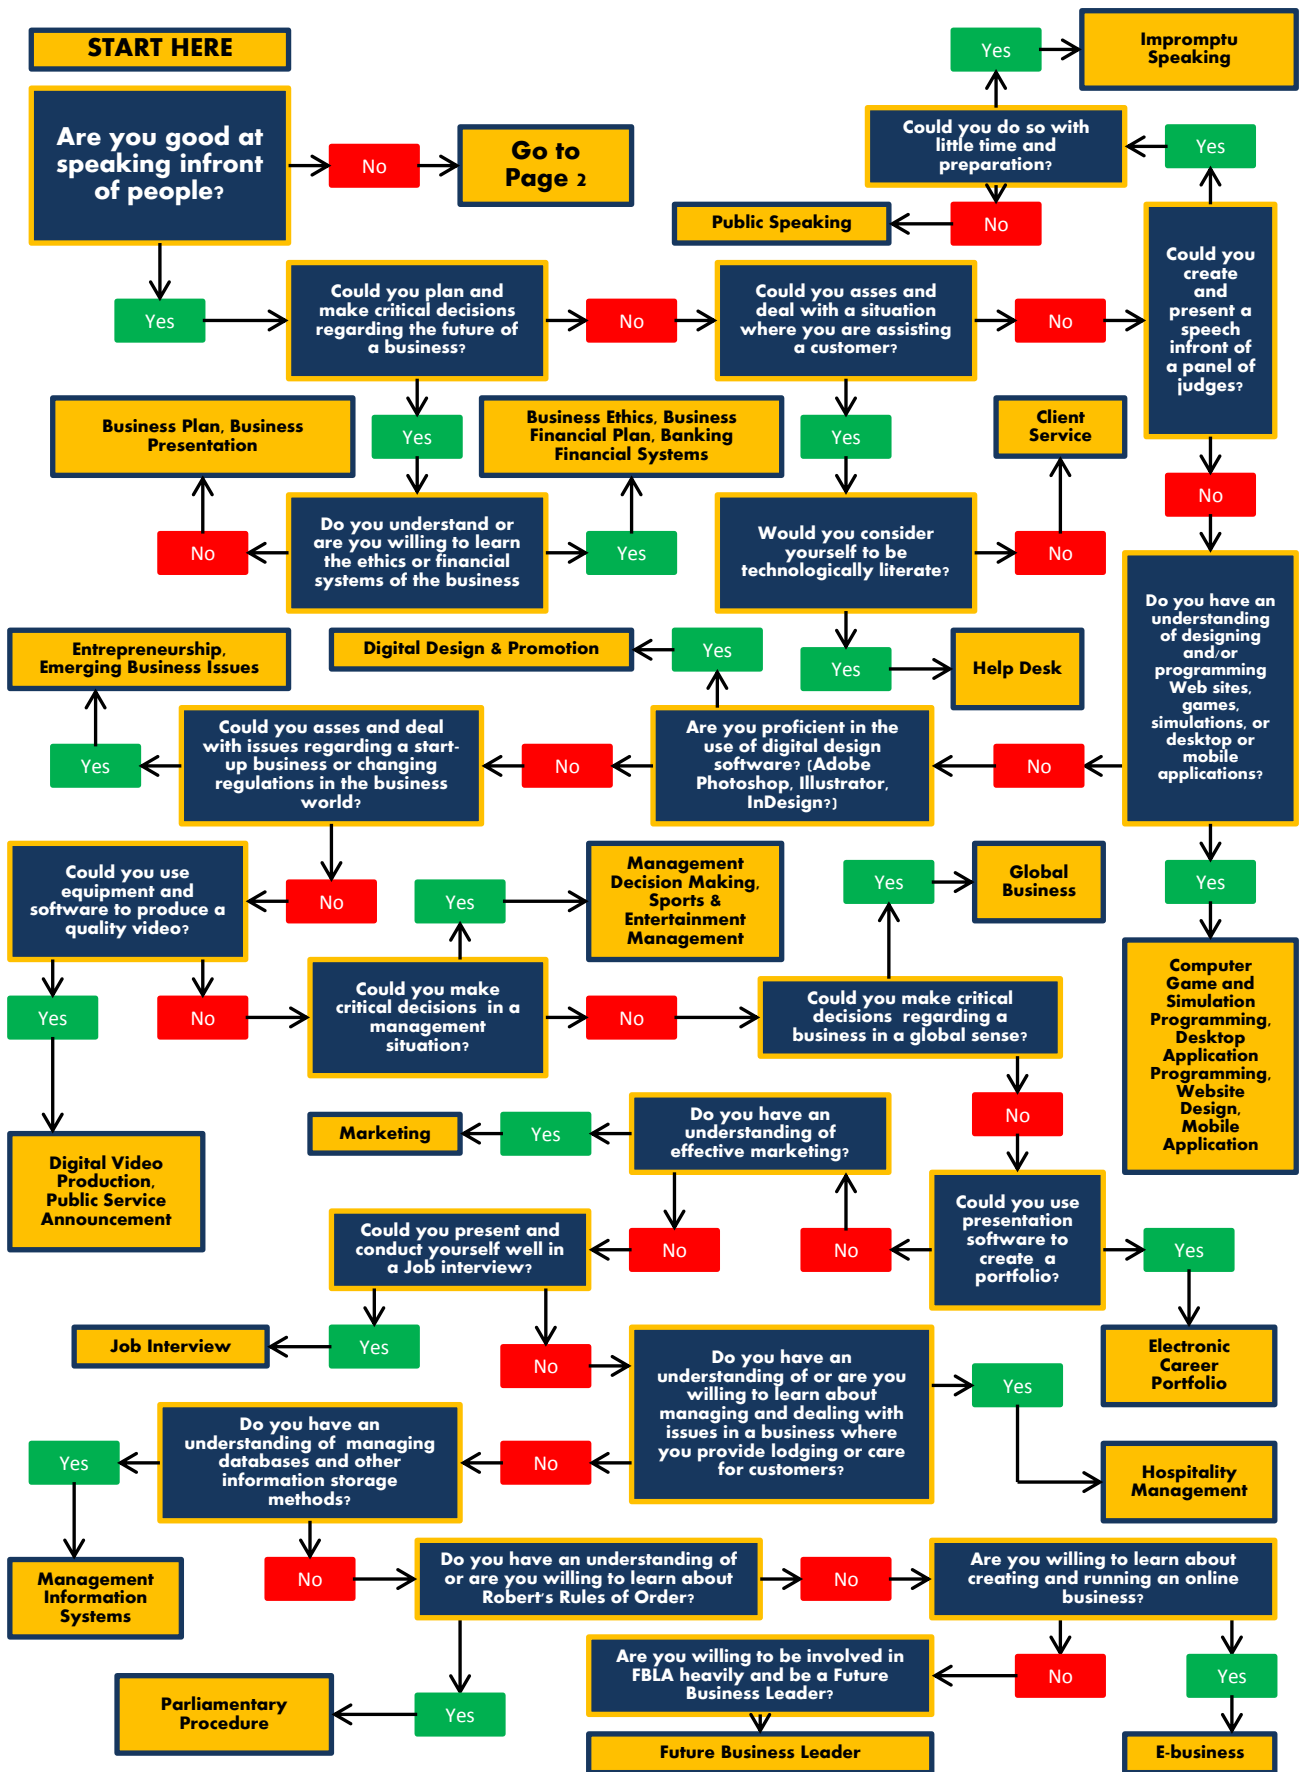 START HERE
Are you good at
speaking infront
of people?
No
Go to
Page 2
Yes
Impromptu
Speaking
Could you do so with
little time and
preparation?
Yes
Public Speaking
No
Could you
create
and
present a
speech
infront of
a panel of
judges?
Yes
Could you plan and
make critical decisions
regarding the future of
a business?
No
Could you asses and
deal with a situation
where you are assisting
a customer?
No
Business Plan, Business
Presentation
Yes
Business Ethics, Business
Financial Plan, Banking
Financial Systems
Yes
Client
Service
No
No
Do you understand or
are you willing to learn
the ethics or financial
systems of the business
Yes
Would you consider
yourself to be
technologically literate?
No
Do you have an
understanding
of designing
and/or
programming
Web sites,
games,
simulations, or
desktop or
mobile
applications?
Entrepreneurship,
Emerging Business Issues
Digital Design & Promotion
Yes
Yes
Help Desk
Yes
Could you asses and deal
with issues regarding a start-
up business or changing
regulations in the business
world?
No
Are you proficient in the
use of digital design
software? (Adobe
Photoshop, Illustrator,
InDesign?)
No
Could you use
equipment and
software to produce a
quality video?
No
Yes
Management
Decision Making,
Sports &
Entertainment
Management
Yes
Global
Business
Yes
Yes
No
Could you make
critical decisions  in a
management
situation?
No
Could you make critical
decisions  regarding a
business in a global sense?
Computer
Game and
Simulation
Programming,
Desktop
Application
Programming,
Website
Design,
Mobile
Application
No
Marketing
Yes
Do you have an
understanding of
effective marketing?
Digital Video
Production,
Public Service
Announcement
Could you present and
conduct yourself well in
a Job interview?
No
No
Could you use
presentation
software to
create  a
portfolio?
Yes
Job Interview
Yes
No
Do you have an
understanding of or are you
willing to learn about
managing and dealing with
issues in a business where
you provide lodging or care
for customers?
Yes
Electronic
Career
Portfolio
Yes
Do you have an
understanding of  managing
databases and other
information storage
methods?
No
Hospitality
Management
Management
Information
Systems
No
Do you have an understanding of
or are you willing to learn about
Robert's Rules of Order?
No
Are you willing to learn about
creating and running an online
business?
Parliamentary
Procedure
Yes
Are you willing to be involved in
FBLA heavily and be a Future
Business Leader?
No
Yes
Future Business Leader
E-business